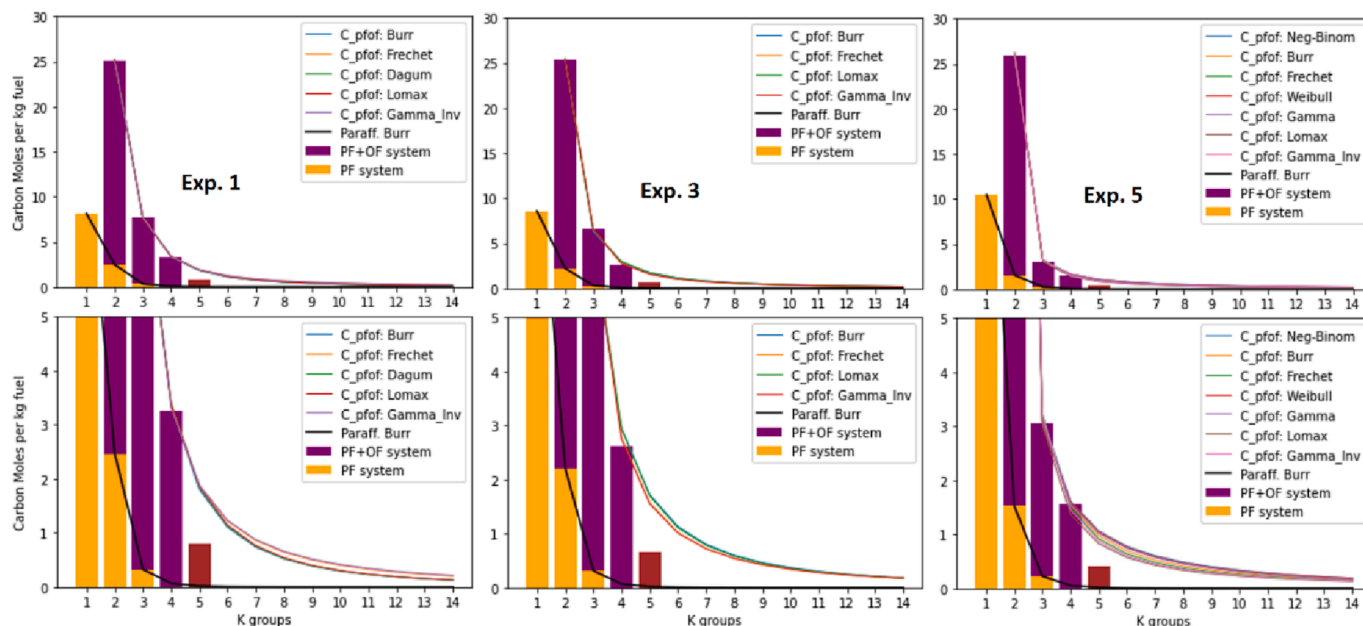 30
25
20
15
10
5
0
Carbon Moles per kg fuel
C_pfof: Burr
C_pfof: Frechet
C_pfof: Dagum
C_pfof: Lomax
C_pfof: Gamma_Inv
Paraff. Burr
PF+OF system
PF system
Exp. 1
1 2 3 4 5 6 7 8 9 10 11 12 13 14
30
25
20
15
10
5
0
C_pfof: Burr
C_pfof: Frechet
C_pfof: Lomax
C_pfof: Gamma_Inv
Paraff. Burr
PF+OF system
PF system
Exp. 3
1 2 3 4 5 6 7 8 9 10 11 12 13 14
30
25
20
15
10
5
0
C_pfof: Neg-Binom
C_pfof: Burr
C_pfof: Frechet
C_pfof: Weibull
C_pfof: Gamma
C_pfof: Lomax
C_pfof: Gamma_Inv
Paraff. Burr
PF+OF system
PF system
Exp. 5
1 2 3 4 5 6 7 8 9 10 11 12 13 14
5
4
3
2
1
0
Carbon Moles per kg fuel
C_pfof: Burr
C_pfof: Frechet
C_pfof: Dagum
C_pfof: Lomax
C_pfof: Gamma_Inv
Paraff. Burr
PF+OF system
PF system
1 2 3 4 5 6 7 8 9 10 11 12 13 14
K groups
5
4
3
2
1
0
C_pfof: Burr
C_pfof: Frechet
C_pfof: Lomax
C_pfof: Gamma_Inv
Paraff. Burr
PF+OF system
PF system
1 2 3 4 5 6 7 8 9 10 11 12 13 14
K groups
5
4
3
2
1
0
C_pfof: Neg-Binom
C_pfof: Burr
C_pfof: Frechet
C_pfof: Weibull
C_pfof: Gamma
C_pfof: Lomax
C_pfof: Gamma_Inv
Paraff. Burr
PF+OF system
PF system
1 2 3 4 5 6 7 8 9 10 11 12 13 14
K groups